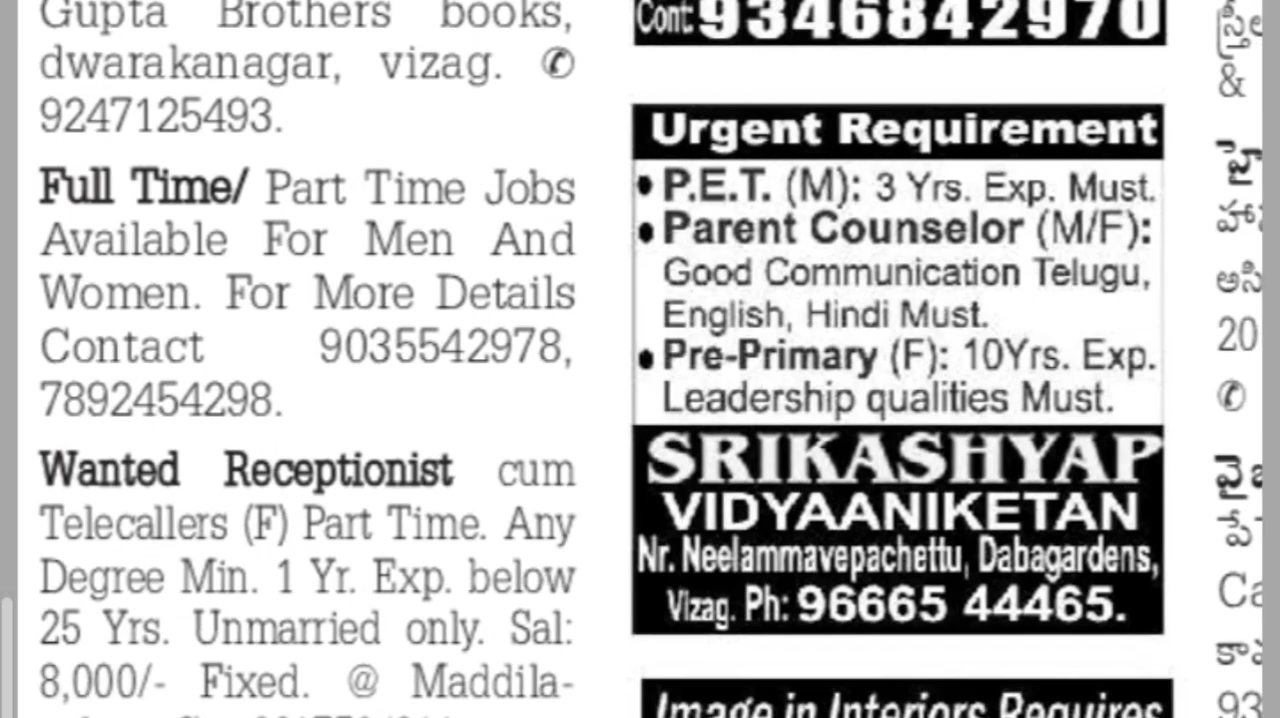 Gupta Brothers books,
dwarakanagar, vizag. ✆
9247125493.
Full Time/ Part Time Jobs
Available For Men And
Women. For More Details
Contact 9035542978,
7892454298.
Wanted Receptionist cum
Telecallers (F) Part Time. Any
Degree Min. 1 Yr. Exp. below
25 Yrs. Unmarried only. Sal:
8,000/- Fixed. @ Maddila-
Cont: 9346842970
Urgent Requirement
• P.E.T. (M): 3 Yrs. Exp. Must.
• Parent Counselor (M/F):
Good Communication Telugu,
English, Hindi Must.
• Pre-Primary (F): 10Yrs. Exp.
Leadership qualities Must.
SRIKASHYAP
VIDYAANIKETAN
Nr. Neelammavepachettu, Dabagardens,
Vizag. Ph: 96665 44465.
Image in Interiors Requires
&
20
✆
93